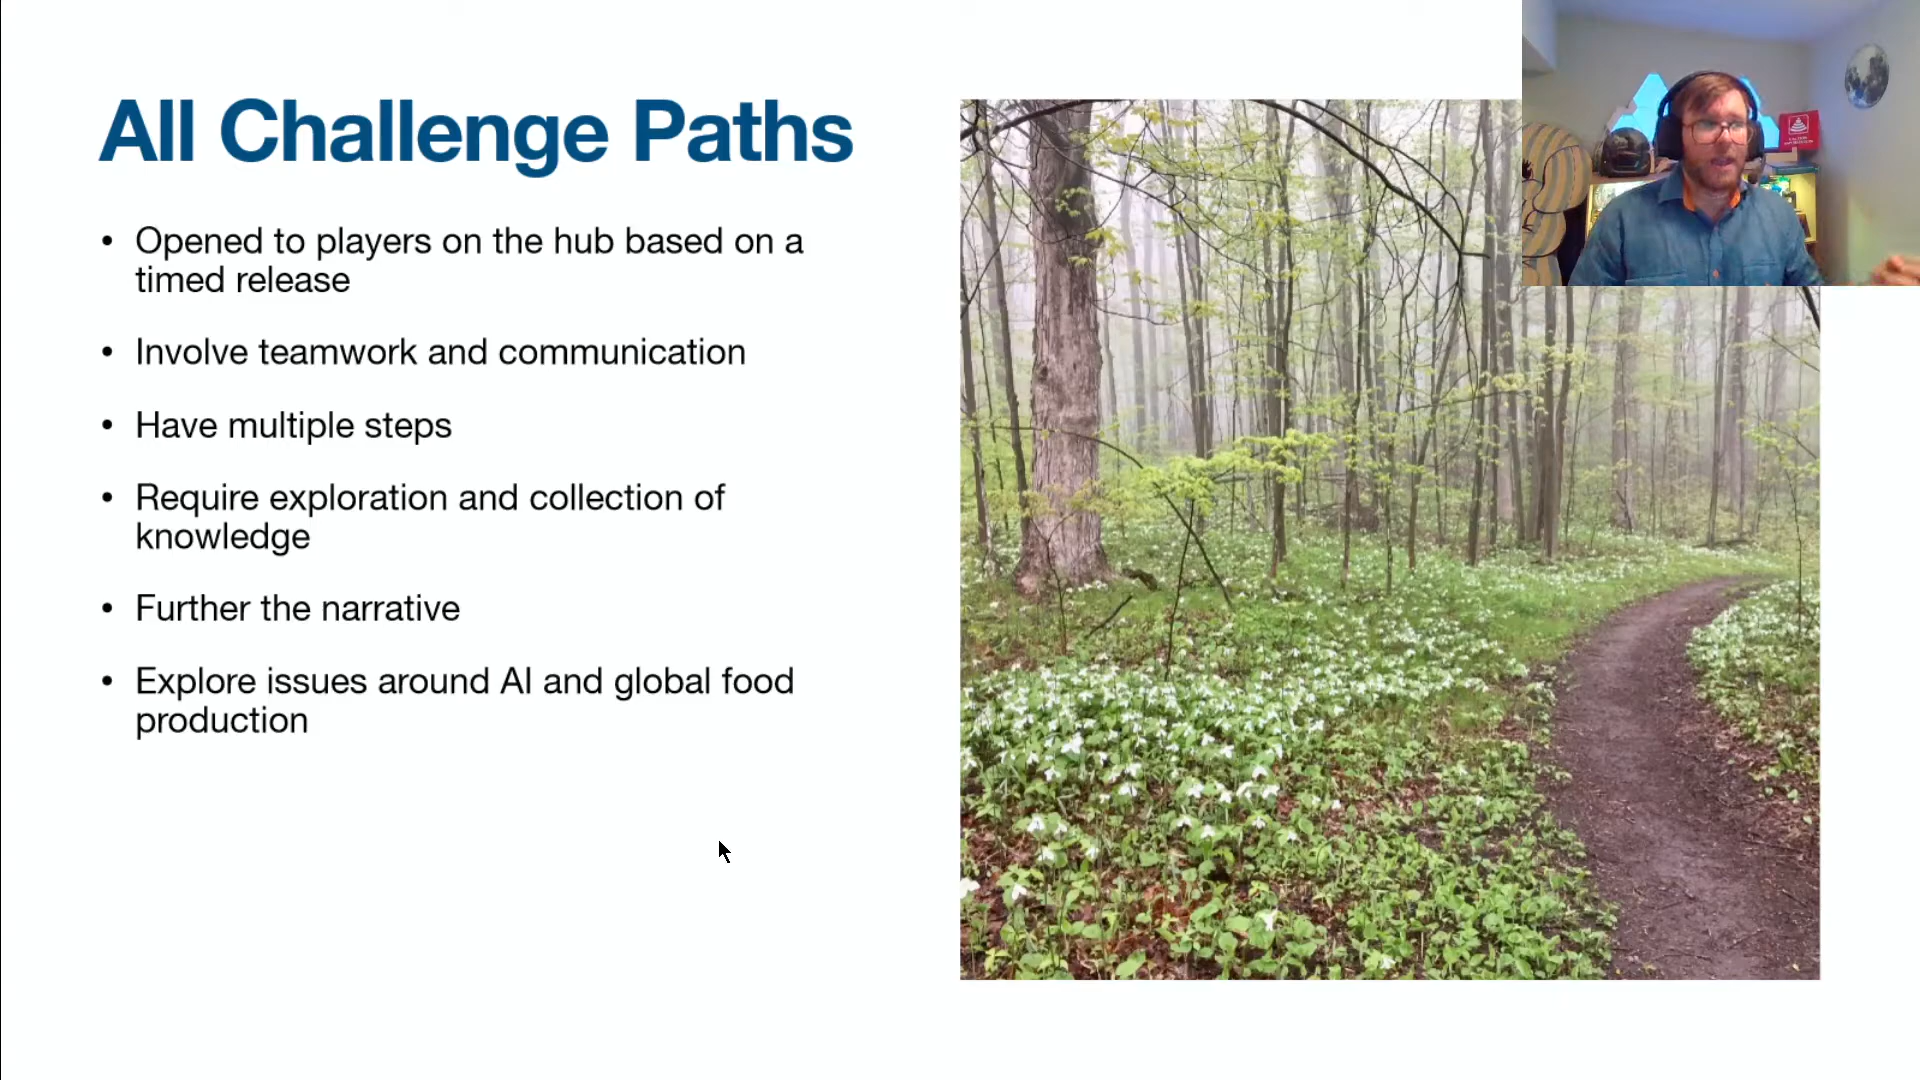 All Challenge Paths
• Opened to players on the hub based on a
timed release
• Involve teamwork and communication
• Have multiple steps
• Require exploration and collection of
knowledge
• Further the narrative
• Explore issues around AI and global food
production